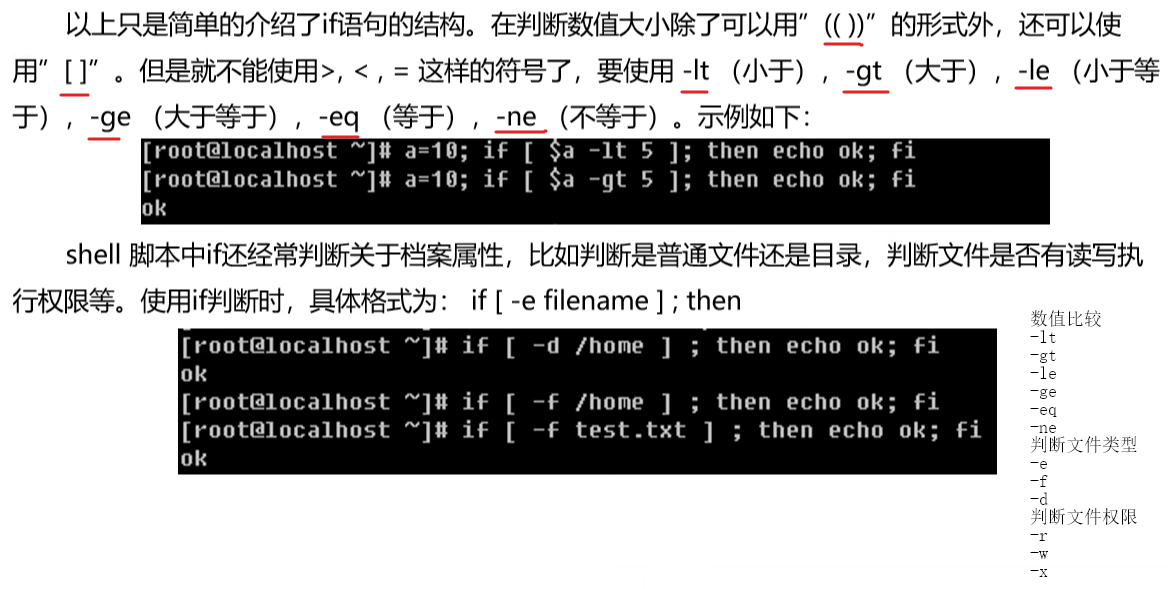 以上只是简单的介绍了if语句的结构。在判断数值大小除了可以用”(( ))”的形式外，还可以使
用”[ ]”。但是就不能使用>, < , = 这样的符号了，要使用 -lt （小于），-gt （大于），-le （小于等
于），-ge （大于等于），-eq （等于），-ne （不等于）。示例如下：
[root@localhost ~]# a=10; if [ $a -lt 5 ]; then echo ok; fi
[root@localhost ~]# a=10; if [ $a -gt 5 ]; then echo ok; fi
ok
shell 脚本中if还经常判断关于档案属性，比如判断是普通文件还是目录，判断文件是否有读写执
行权限等。使用if判断时，具体格式为： if [ -e filename ] ; then
[root@localhost ~]# if [ -d /home ] ; then echo ok; fi
ok
[root@localhost ~]# if [ -f /home ] ; then echo ok; fi
[root@localhost ~]# if [ -f test.txt ] ; then echo ok; fi
ok
数值比较
-lt
-gt
-le
-ge
-eq
-ne
判断文件类型
-e
-f
-d
判断文件权限
-r
-w
-x